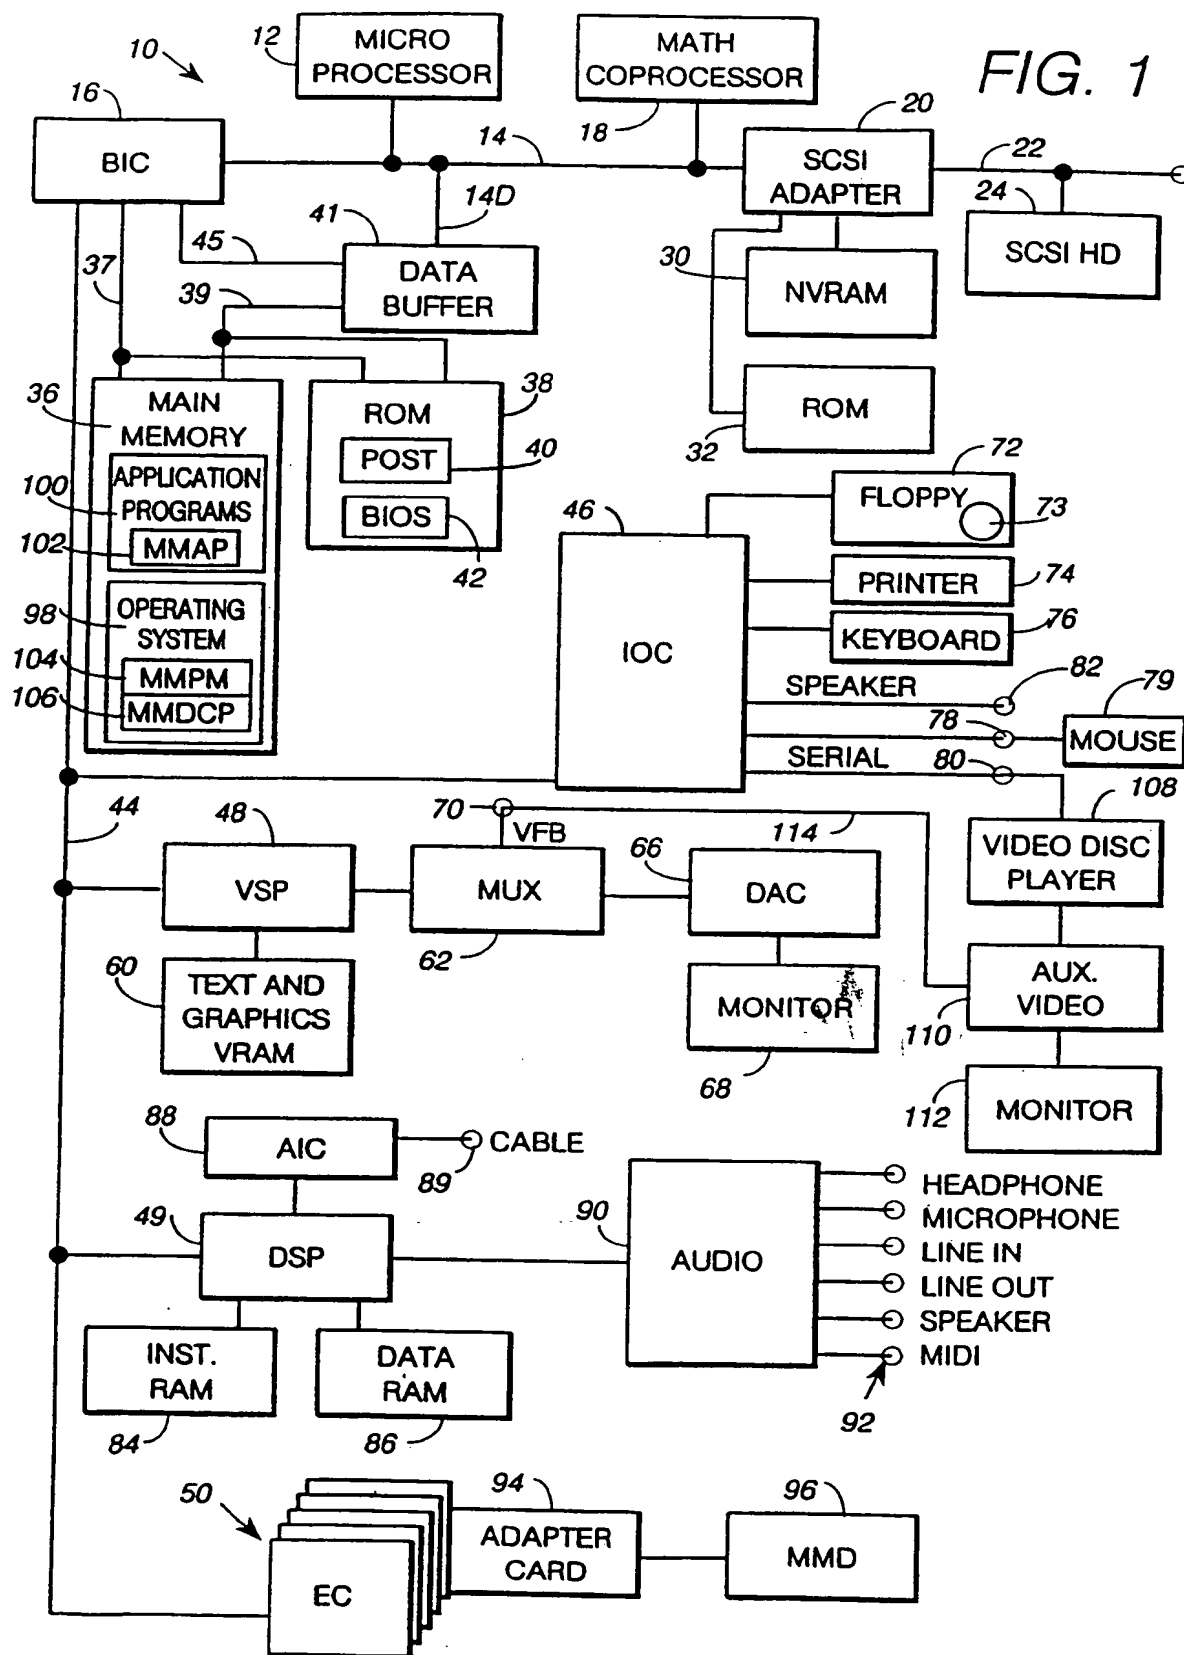 FIG. 1
10
12
MICRO
PROCESSOR
MATH
COPROCESSOR
18
16
BIC
14
14D
20
SCSI
ADAPTER
22
24
SCSI HD
41
DATA
BUFFER
45
37
39
30
NVRAM
ROM
32
36
MAIN
MEMORY
100
APPLICATION
PROGRAMS
102
MMAP
98
OPERATING
SYSTEM
104
MMPM
106
MMDCP
38
ROM
POST
40
BIOS
42
46
IOC
72
FLOPPY
73
PRINTER
74
KEYBOARD
76
SPEAKER
82
78
79
MOUSE
SERIAL
80
44
48
VSP
70
VFB
114
MUX
62
66
DAC
108
VIDEO DISC
PLAYER
60
TEXT AND
GRAPHICS
VRAM
MONITOR
68
AUX.
VIDEO
110
112
MONITOR
88
AIC
CABLE
89
49
DSP
90
AUDIO
HEADPHONE
MICROPHONE
LINE IN
LINE OUT
SPEAKER
MIDI
92
INST.
RAM
84
DATA
RAM
86
50
EC
94
ADAPTER
CARD
96
MMD